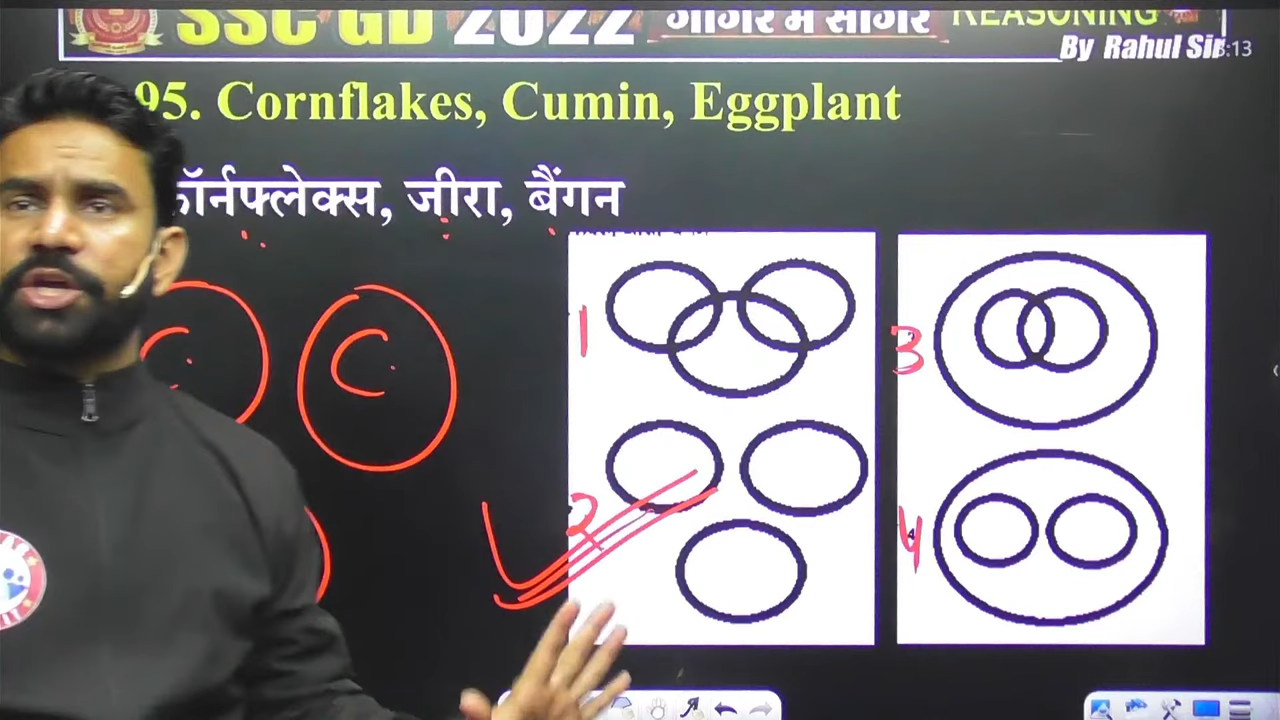 SSC GD 2022 गागर में सागर REASONING
By Rahul Sir
95. Cornflakes, Cumin, Eggplant
कॉर्नफ्लेक्स, जीरा, बैंगन
1
3
C
C
2
4